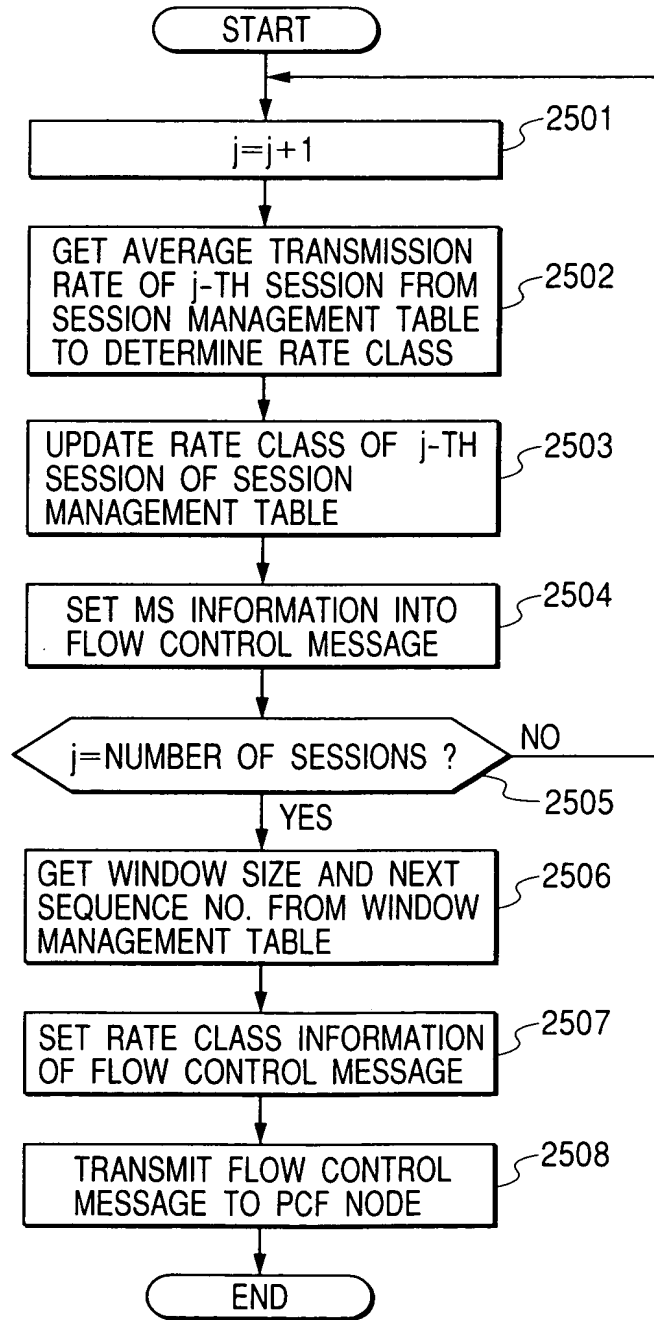 START
j=j+1
2501
GET AVERAGE TRANSMISSION
RATE OF j-TH SESSION FROM
SESSION MANAGEMENT TABLE
TO DETERMINE RATE CLASS
2502
UPDATE RATE CLASS OF j-TH
SESSION OF SESSION
MANAGEMENT TABLE
2503
SET MS INFORMATION INTO
FLOW CONTROL MESSAGE
2504
j=NUMBER OF SESSIONS ?
NO
2505
YES
GET WINDOW SIZE AND NEXT
SEQUENCE NO. FROM WINDOW
MANAGEMENT TABLE
2506
SET RATE CLASS INFORMATION
OF FLOW CONTROL MESSAGE
2507
TRANSMIT FLOW CONTROL
MESSAGE TO PCF NODE
2508
END